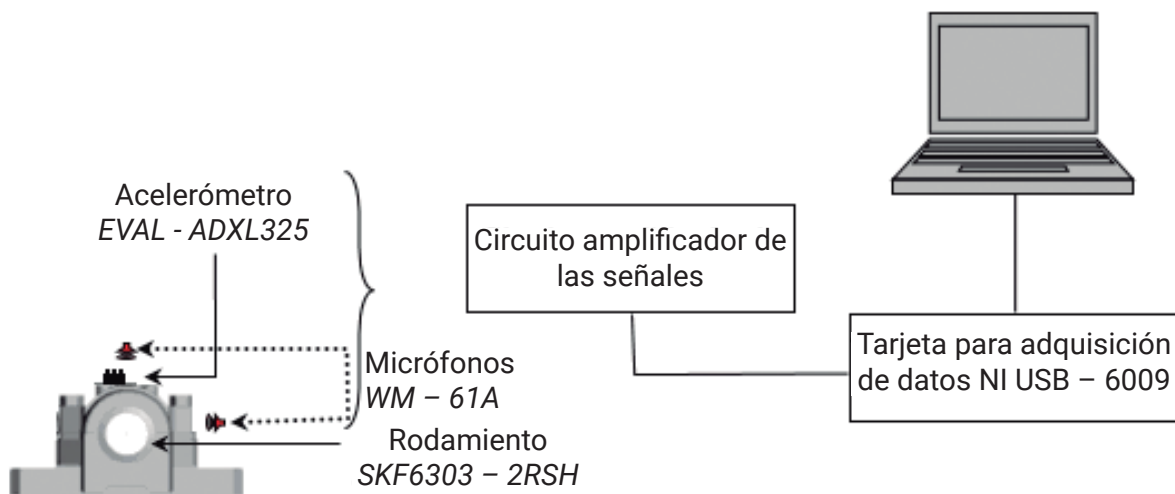 Acelerómetro
EVAL - ADXL325
Circuito amplificador de
las señales
Tarjeta para adquisición
de datos NI USB – 6009
Micrófonos
WM – 61A
Rodamiento
SKF6303 – 2RSH